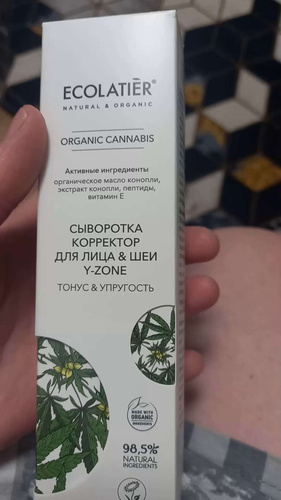 ECOLATIÈR®
NATURAL & ORGANIC
ORGANIC CANNABIS
Активные ингредиенты
органическое масло конопли,
экстракт конопли, пептиды,
витамин Е
СЫВОРОТКА
КОРРЕКТОР
ДЛЯ ЛИЦА & ШЕИ
Y-ZONE
ТОНУС & УПРУГОСТЬ
MADE WITH
ORGANIC
INGREDIENTS
98,5%
NATURAL
INGREDIENTS